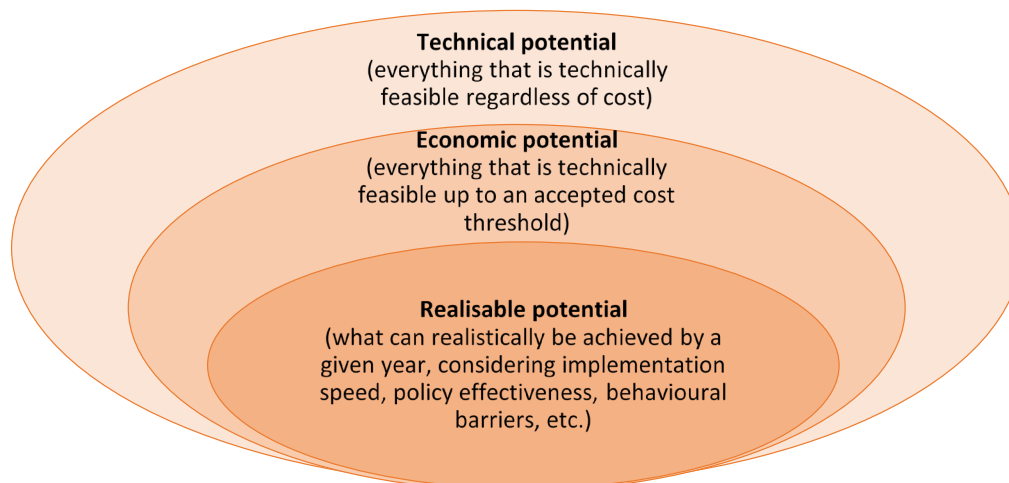 Technical potential
(everything that is technically
feasible regardless of cost)
Economic potential
(everything that is technically
feasible up to an accepted cost
threshold)
Realisable potential
(what can realistically be achieved by a
given year, considering implementation
speed, policy effectiveness, behavioural
barriers, etc.)